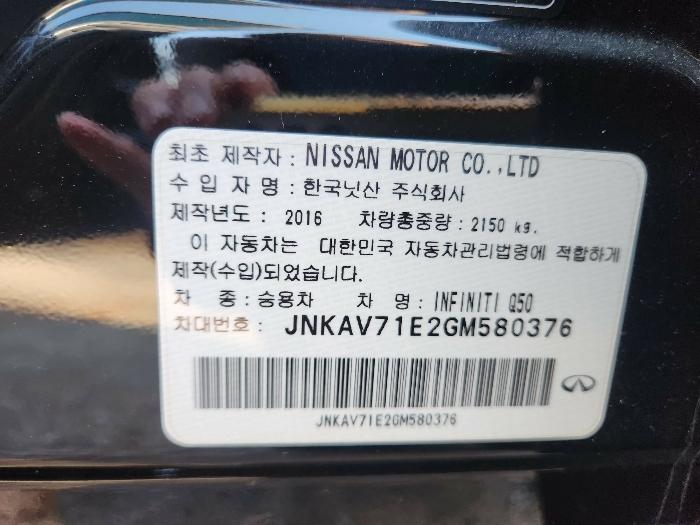 최초 제작자 : NISSAN MOTOR CO.,LTD
수 입 자 명 : 한국닛산 주식회사
제작년도 : 2016 차량총중량 : 2150 kg.
이 자동차는 대한민국 자동차관리법령에 적합하게
제작(수입)되었습니다.
차 종 : 승용차 차 명 : INFINITI Q50
차대번호 : JNKAV71E2GM580376
JNKAV71E2GM580376